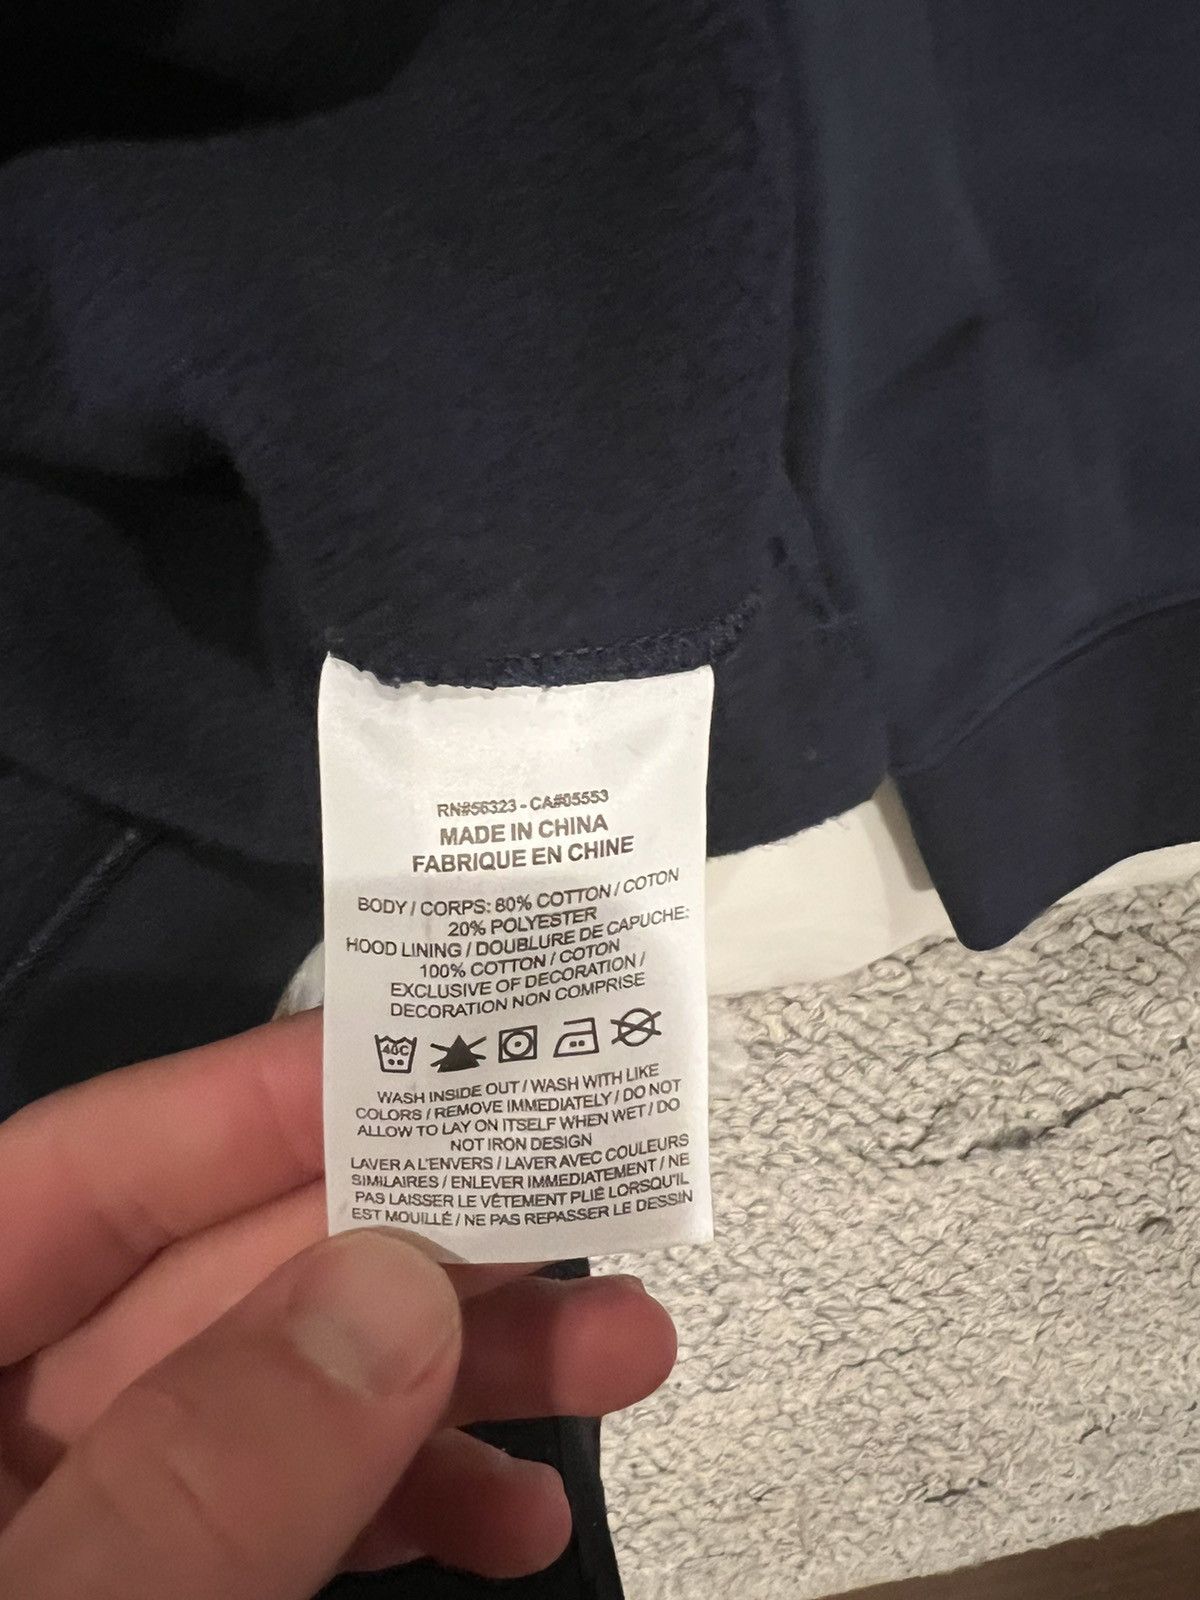 RN#56323 - CA#05553
MADE IN CHINA
FABRIQUE EN CHINE
BODY / CORPS: 80% COTTON / COTON
20% POLYESTER
HOOD LINING / DOUBLURE DE CAPUCHE:
100% COTTON / COTON
EXCLUSIVE OF DECORATION /
DECORATION NON COMPRISE
40C
WASH INSIDE OUT / WASH WITH LIKE
COLORS / REMOVE IMMEDIATELY / DO NOT
ALLOW TO LAY ON ITSELF WHEN WET / DO
NOT IRON DESIGN
LAVER A L'ENVERS / LAVER AVEC COULEURS
SIMILAIRES / ENLEVER IMMEDIATEMENT / NE
PAS LAISSER LE VÊTEMENT PLIÉ LORSQU'IL
EST MOUILLÉ / NE PAS REPASSER LE DESSIN